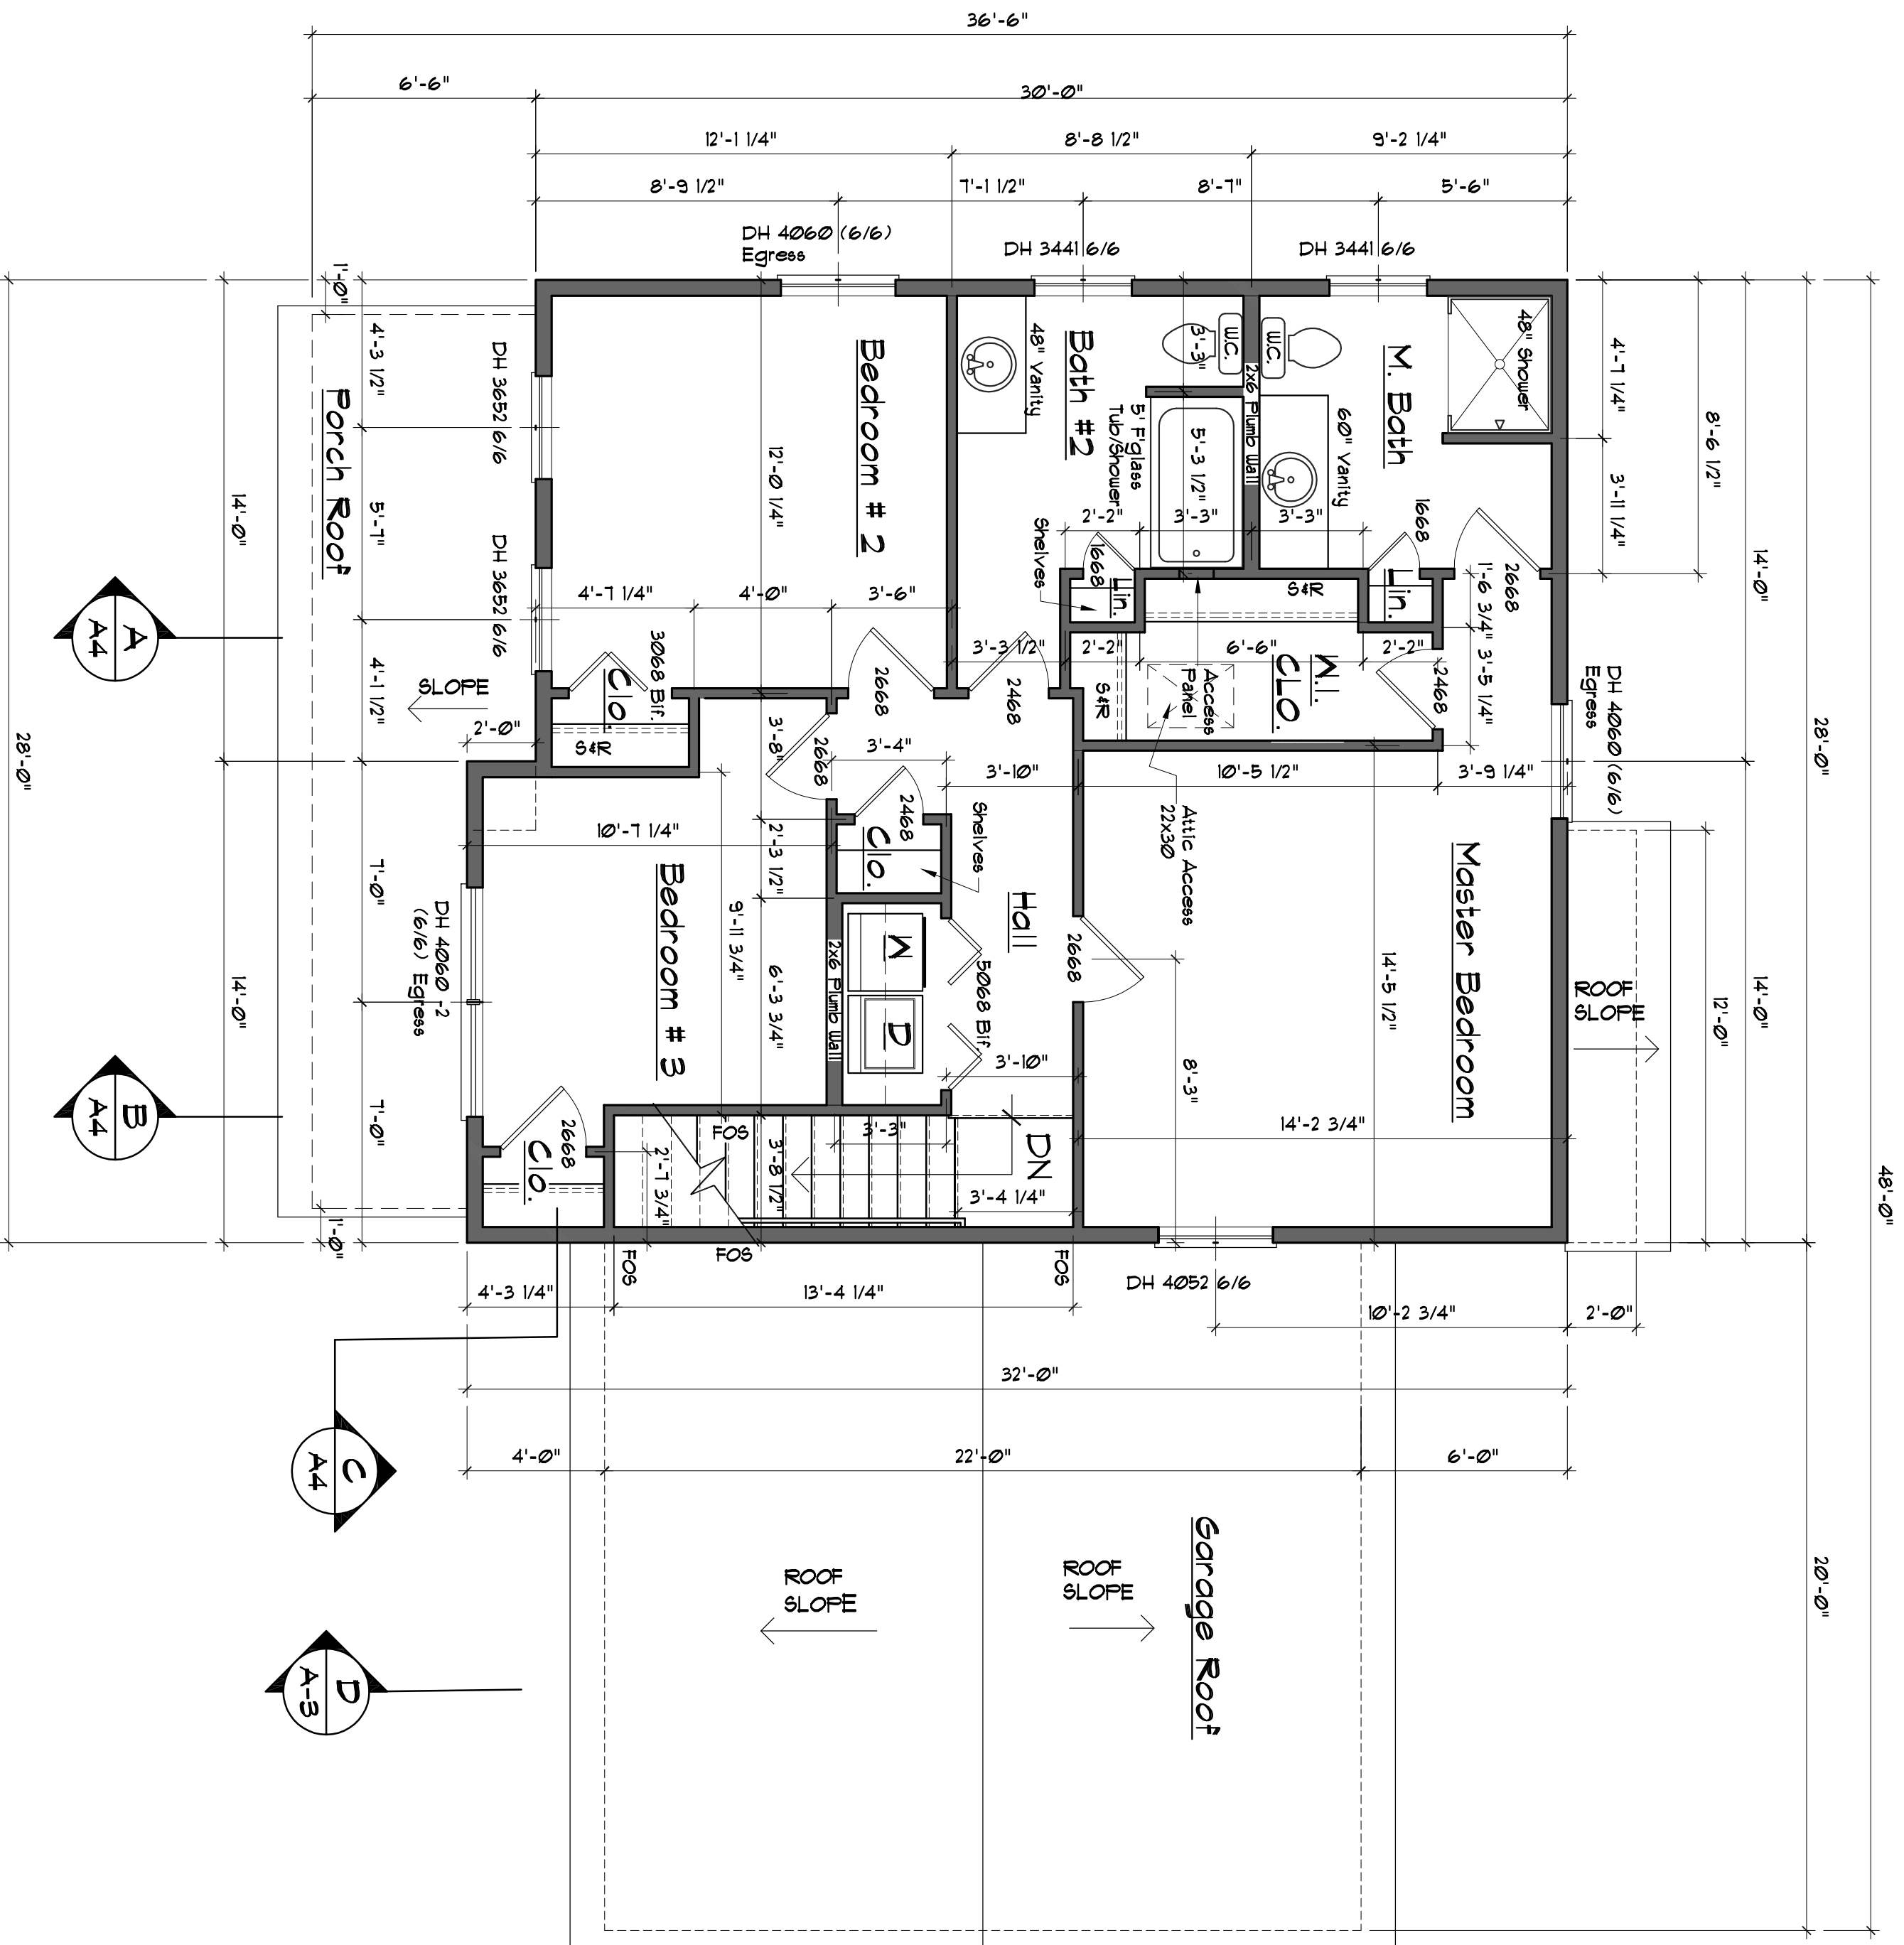 36'-6"
6'-6"
30'-0"
12'-1 1/4"
8'-8 1/2"
9'-2 1/4"
8'-9 1/2"
7'-1 1/2"
8'-7"
5'-6"
DH 4060 (6/6)
Egress
DH 3441 6/6
DH 3441 6/6
1'-0"
4'-3 1/2"
5'-7"
4'-1 1/2"
7'-0"
7'-0"
1'-0"
14'-0"
14'-0"
28'-0"
Porch Roof
DH 3652 6/6
DH 3652 6/6
SLOPE
2'-0"
DH 4060 -2
(6/6) Egress
Bedroom # 2
12'-0 1/4"
4'-7 1/4"
4'-0"
3'-6"
3068 Bif.
Clo.
S&R
2668
48" Vanity
Bath #2
W.C.
3'-3"
5' F'glass
Tub/Shower
5'-3 1/2"
2x6 Plumb Wall
2'-2"
3'-3"
3'-3"
Shelves
1668
Lin.
W.C.
M. Bath
48" Shower
60" Vanity
1668
Lin.
2668
1'-6 3/4"
3'-5 1/4"
S&R
3'-3 1/2"
2'-2"
6'-6"
2'-2"
W.I.
CLO.
2468
2468
S&R
Access
Panel
Attic Access
22x30
4'-7 1/4"
3'-11 1/4"
8'-6 1/2"
14'-0"
14'-0"
28'-0"
48'-0"
20'-0"
12'-0"
DH 4060 (6/6)
Egress
ROOF
SLOPE
3'-8"
2668
3'-4"
3'-10"
10'-5 1/2"
3'-9 1/4"
2468
Clo.
Shelves
10'-7 1/4"
2'-3 1/2"
Bedroom # 3
9'-11 3/4"
6'-3 3/4"
2x6 Plumb Wall
W
D
Hall
5068 Bif.
2668
3'-10"
8'-3"
14'-5 1/2"
Master Bedroom
14'-2 3/4"
2668
Clo.
FOS
2'-7 3/4"
3'-8 1/2"
3'-3"
DN
3'-4 1/4"
FOS
FOS
FOS
4'-3 1/4"
13'-4 1/4"
DH 4052 6/6
10'-2 3/4"
2'-0"
32'-0"
4'-0"
22'-0"
6'-0"
ROOF
SLOPE
ROOF
SLOPE
Garage Roof
A
A4
B
A4
C
A4
D
A-3